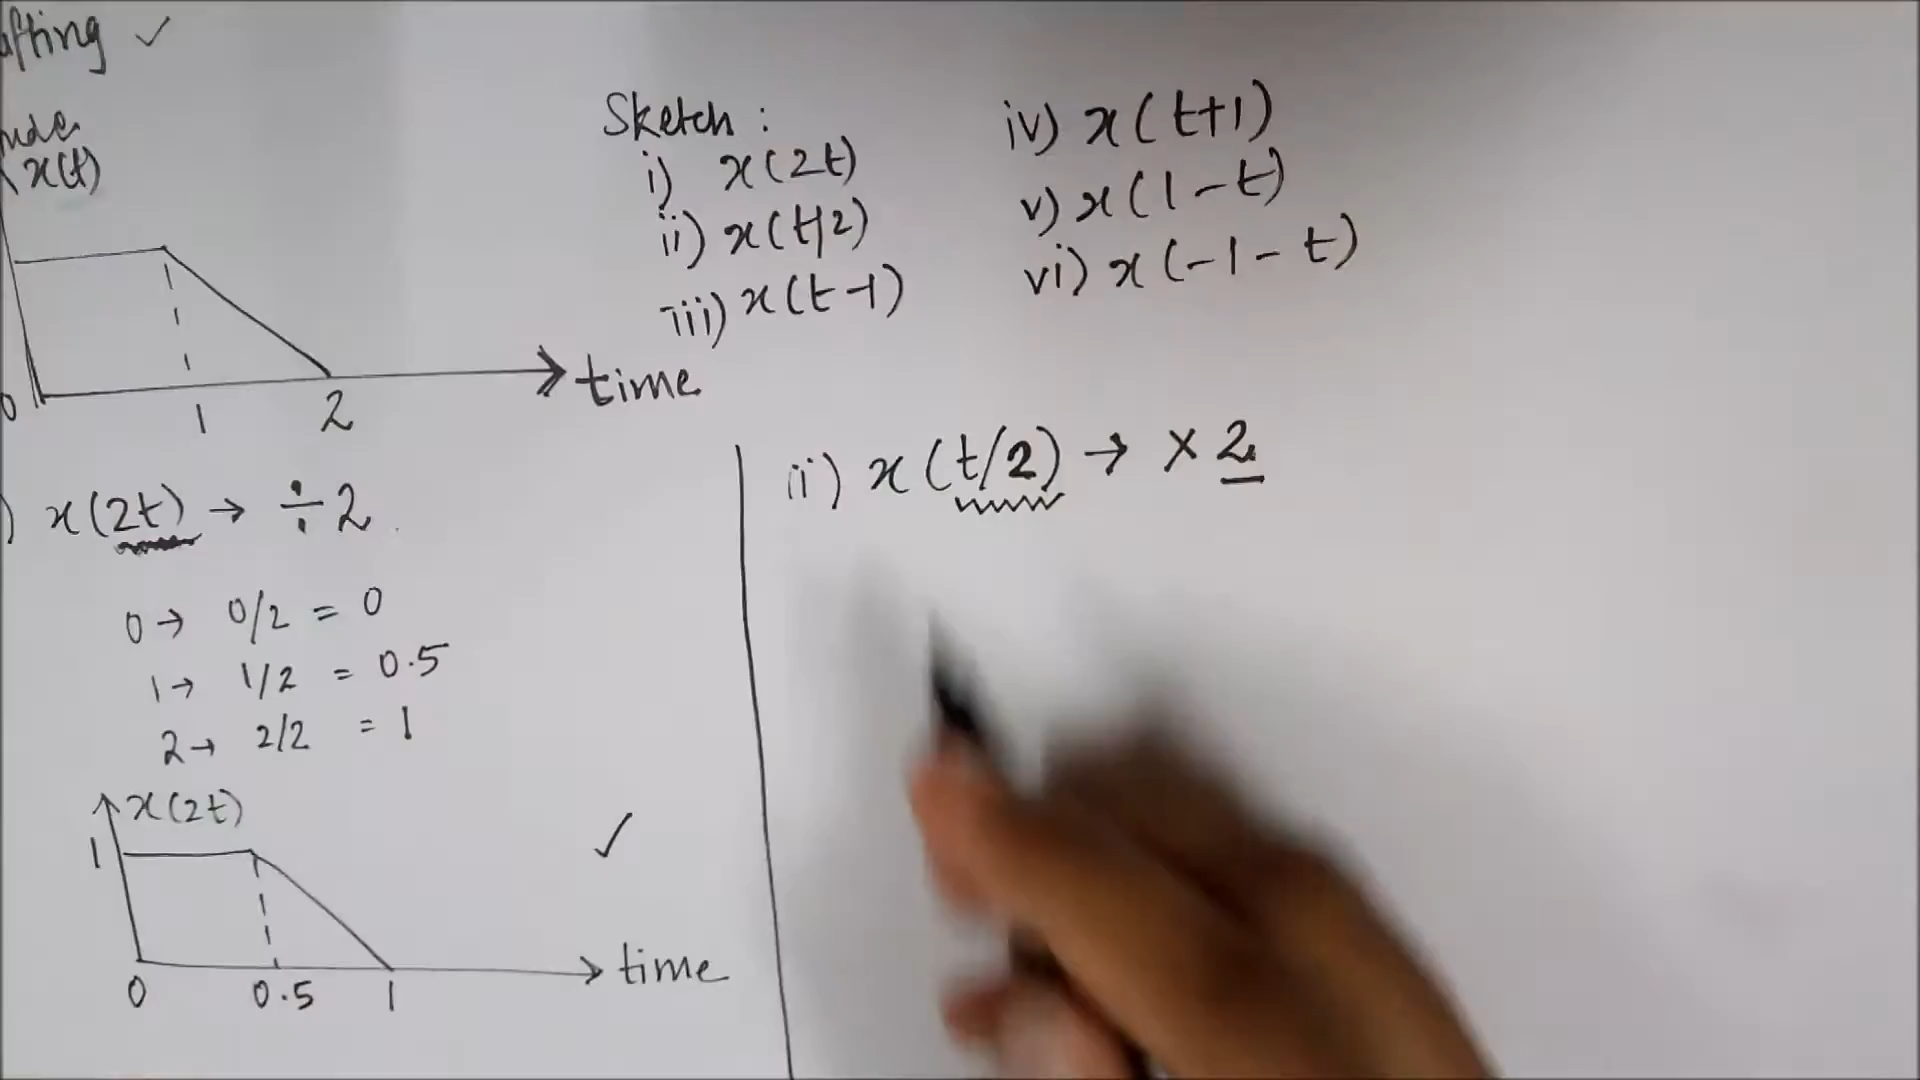 ✓
x(t)
0
1
2
time
Sketch :
i) x(2t)
ii) x(t/2)
iii) x(t-1)
iv) x(t+1)
v) x(1-t)
vi) x(-1-t)
) x(2t) → ÷2
0 → 0/2 = 0
1 → 1/2 = 0.5
2 → 2/2 = 1
x(2t)
1
✓
0
0.5
1
time
ii) x(t/2) → × 2